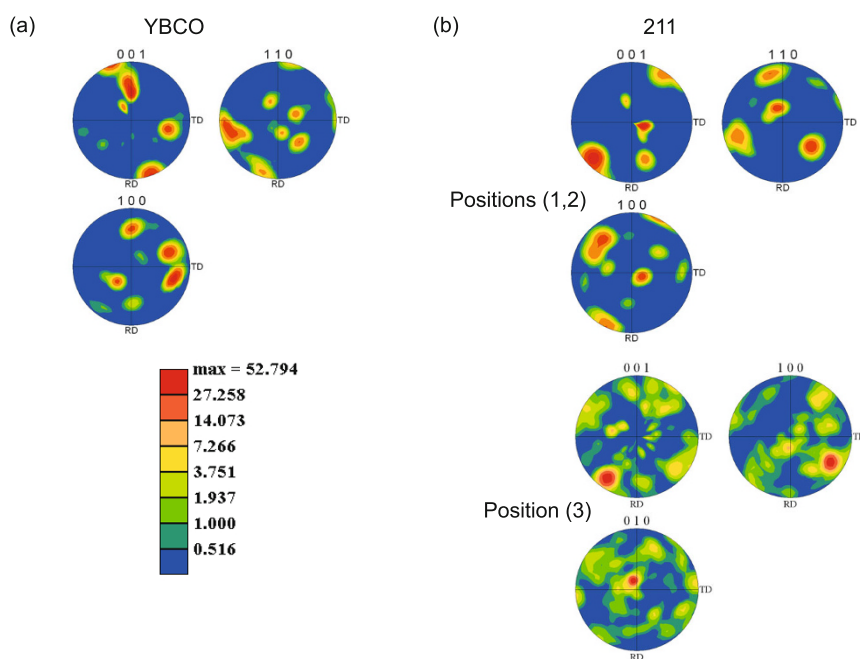 (a) YBCO
0 0 1
1 1 0
TD
TD
RD
RD
1 0 0
TD
RD
max = 52.794
27.258
14.073
7.266
3.751
1.937
1.000
0.516
(b) 211
0 0 1
1 1 0
TD
TD
RD
RD
Positions (1,2)
1 0 0
TD
RD
0 0 1
1 0 0
TD
RD
RD
Position (3)
0 1 0
TD
RD